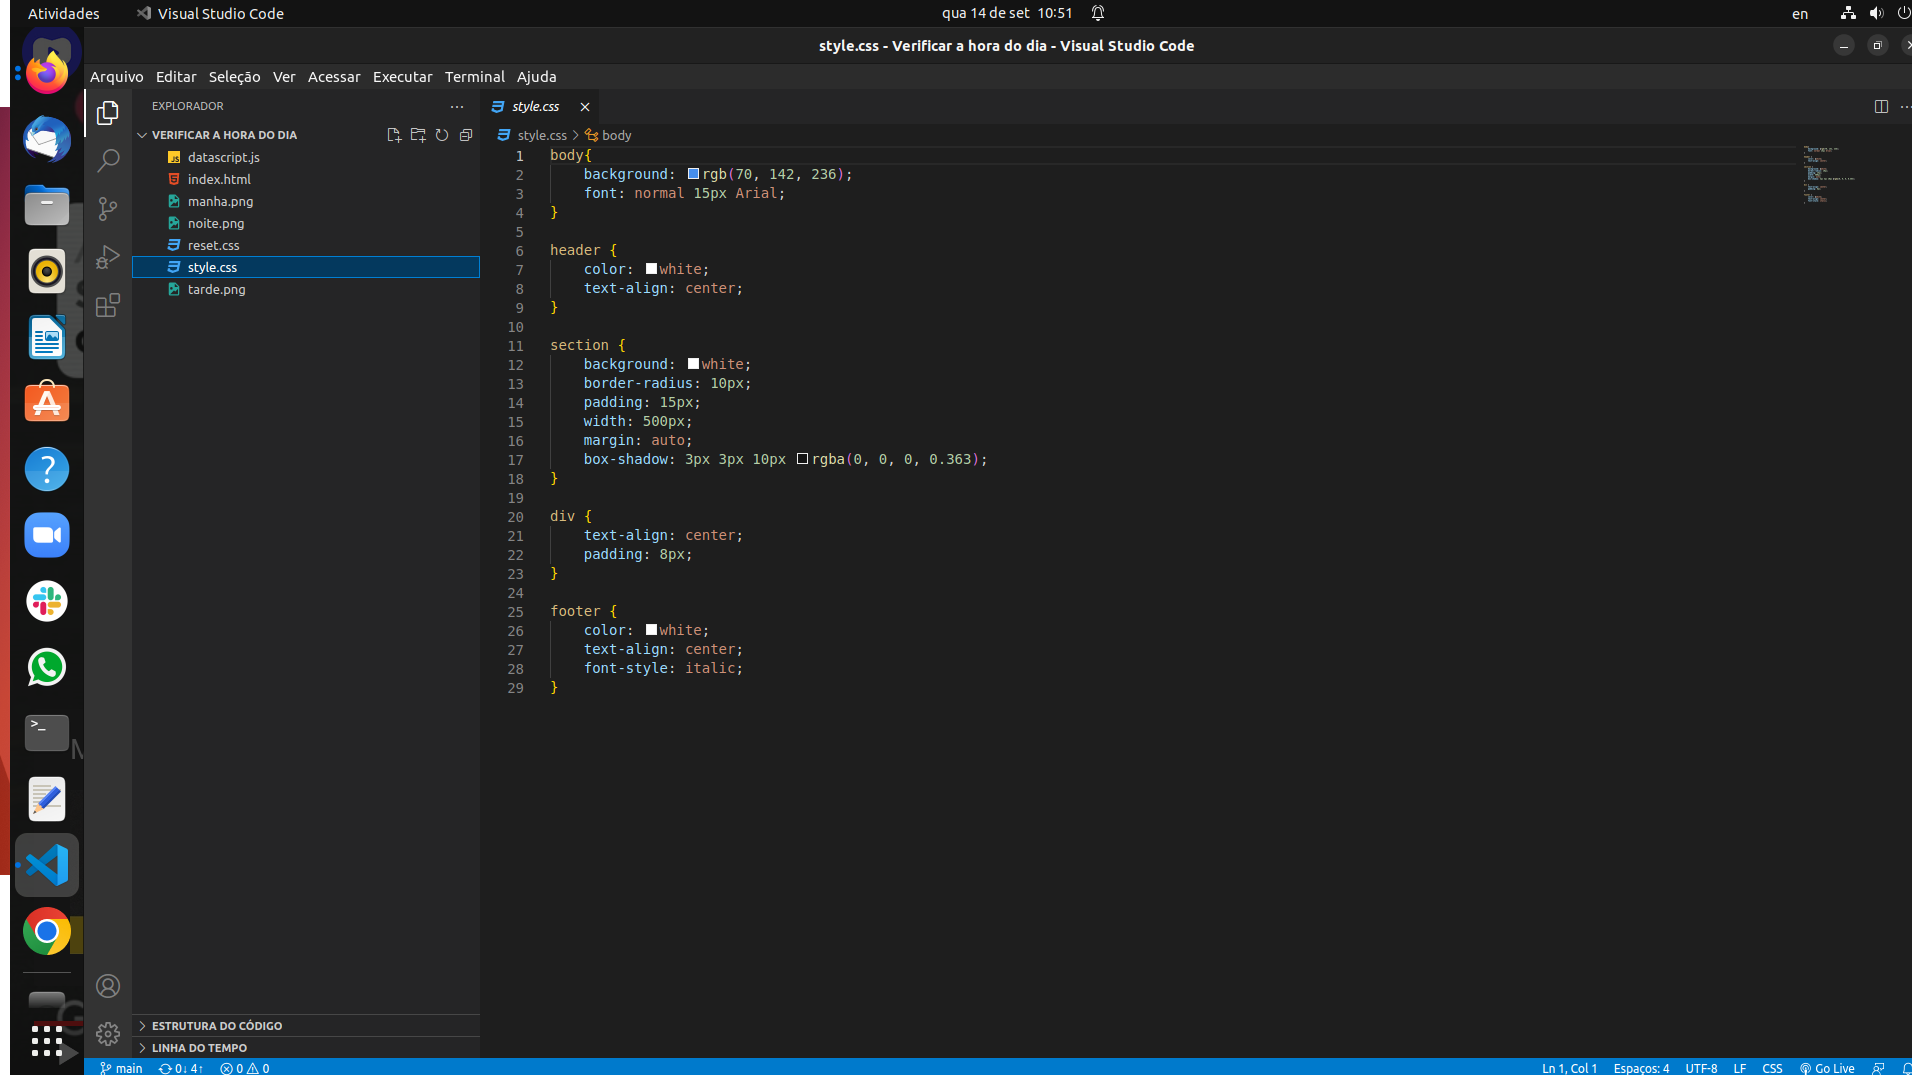 Atividades
Visual Studio Code
qua 14 de set 10:51
en
style.css - Verificar a hora do dia - Visual Studio Code
Arquivo Editar Seleção Ver Acessar Executar Terminal Ajuda
EXPLORADOR
VERIFICAR A HORA DO DIA
datascript.js
index.html
manha.png
noite.png
reset.css
style.css
tarde.png
ESTRUTURA DO CÓDIGO
LINHA DO TEMPO
style.css
style.css > body
1 body{
2 background: rgb(70, 142, 236);
3 font: normal 15px Arial;
4 }
5
6 header {
7 color: white;
8 text-align: center;
9 }
10
11 section {
12 background: white;
13 border-radius: 10px;
14 padding: 15px;
15 width: 500px;
16 margin: auto;
17 box-shadow: 3px 3px 10px rgba(0, 0, 0, 0.363);
18 }
19
20 div {
21 text-align: center;
22 padding: 8px;
23 }
24
25 footer {
26 color: white;
27 text-align: center;
28 font-style: italic;
29 }
main 0↓ 4↑ 0 0
Ln 1, Col 1 Espaços: 4 UTF-8 LF CSS Go Live